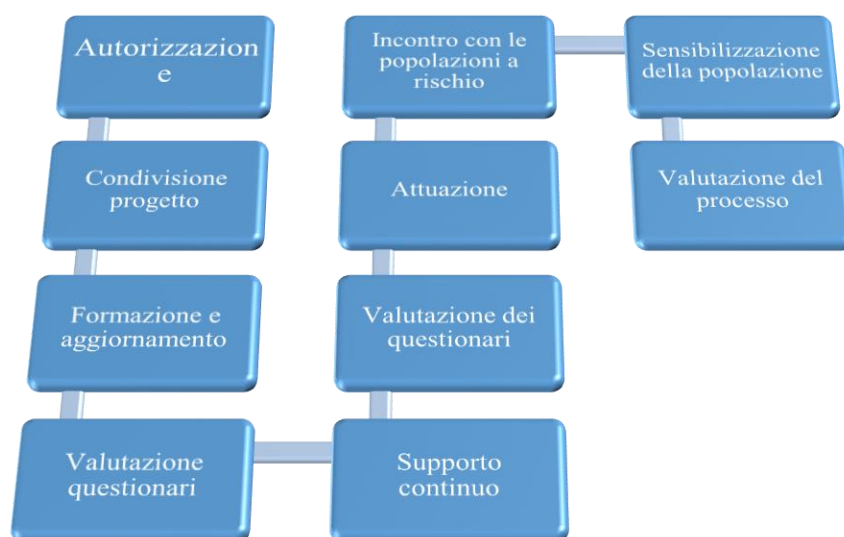 Autorizzazion
e
Condivisione
progetto
Formazione e
aggiornamento
Valutazione
questionari
Supporto
continuo
Valutazione dei
questionari
Attuazione
Incontro con le
popolazioni a
rischio
Sensibilizzazione
della popolazione
Valutazione del
processo